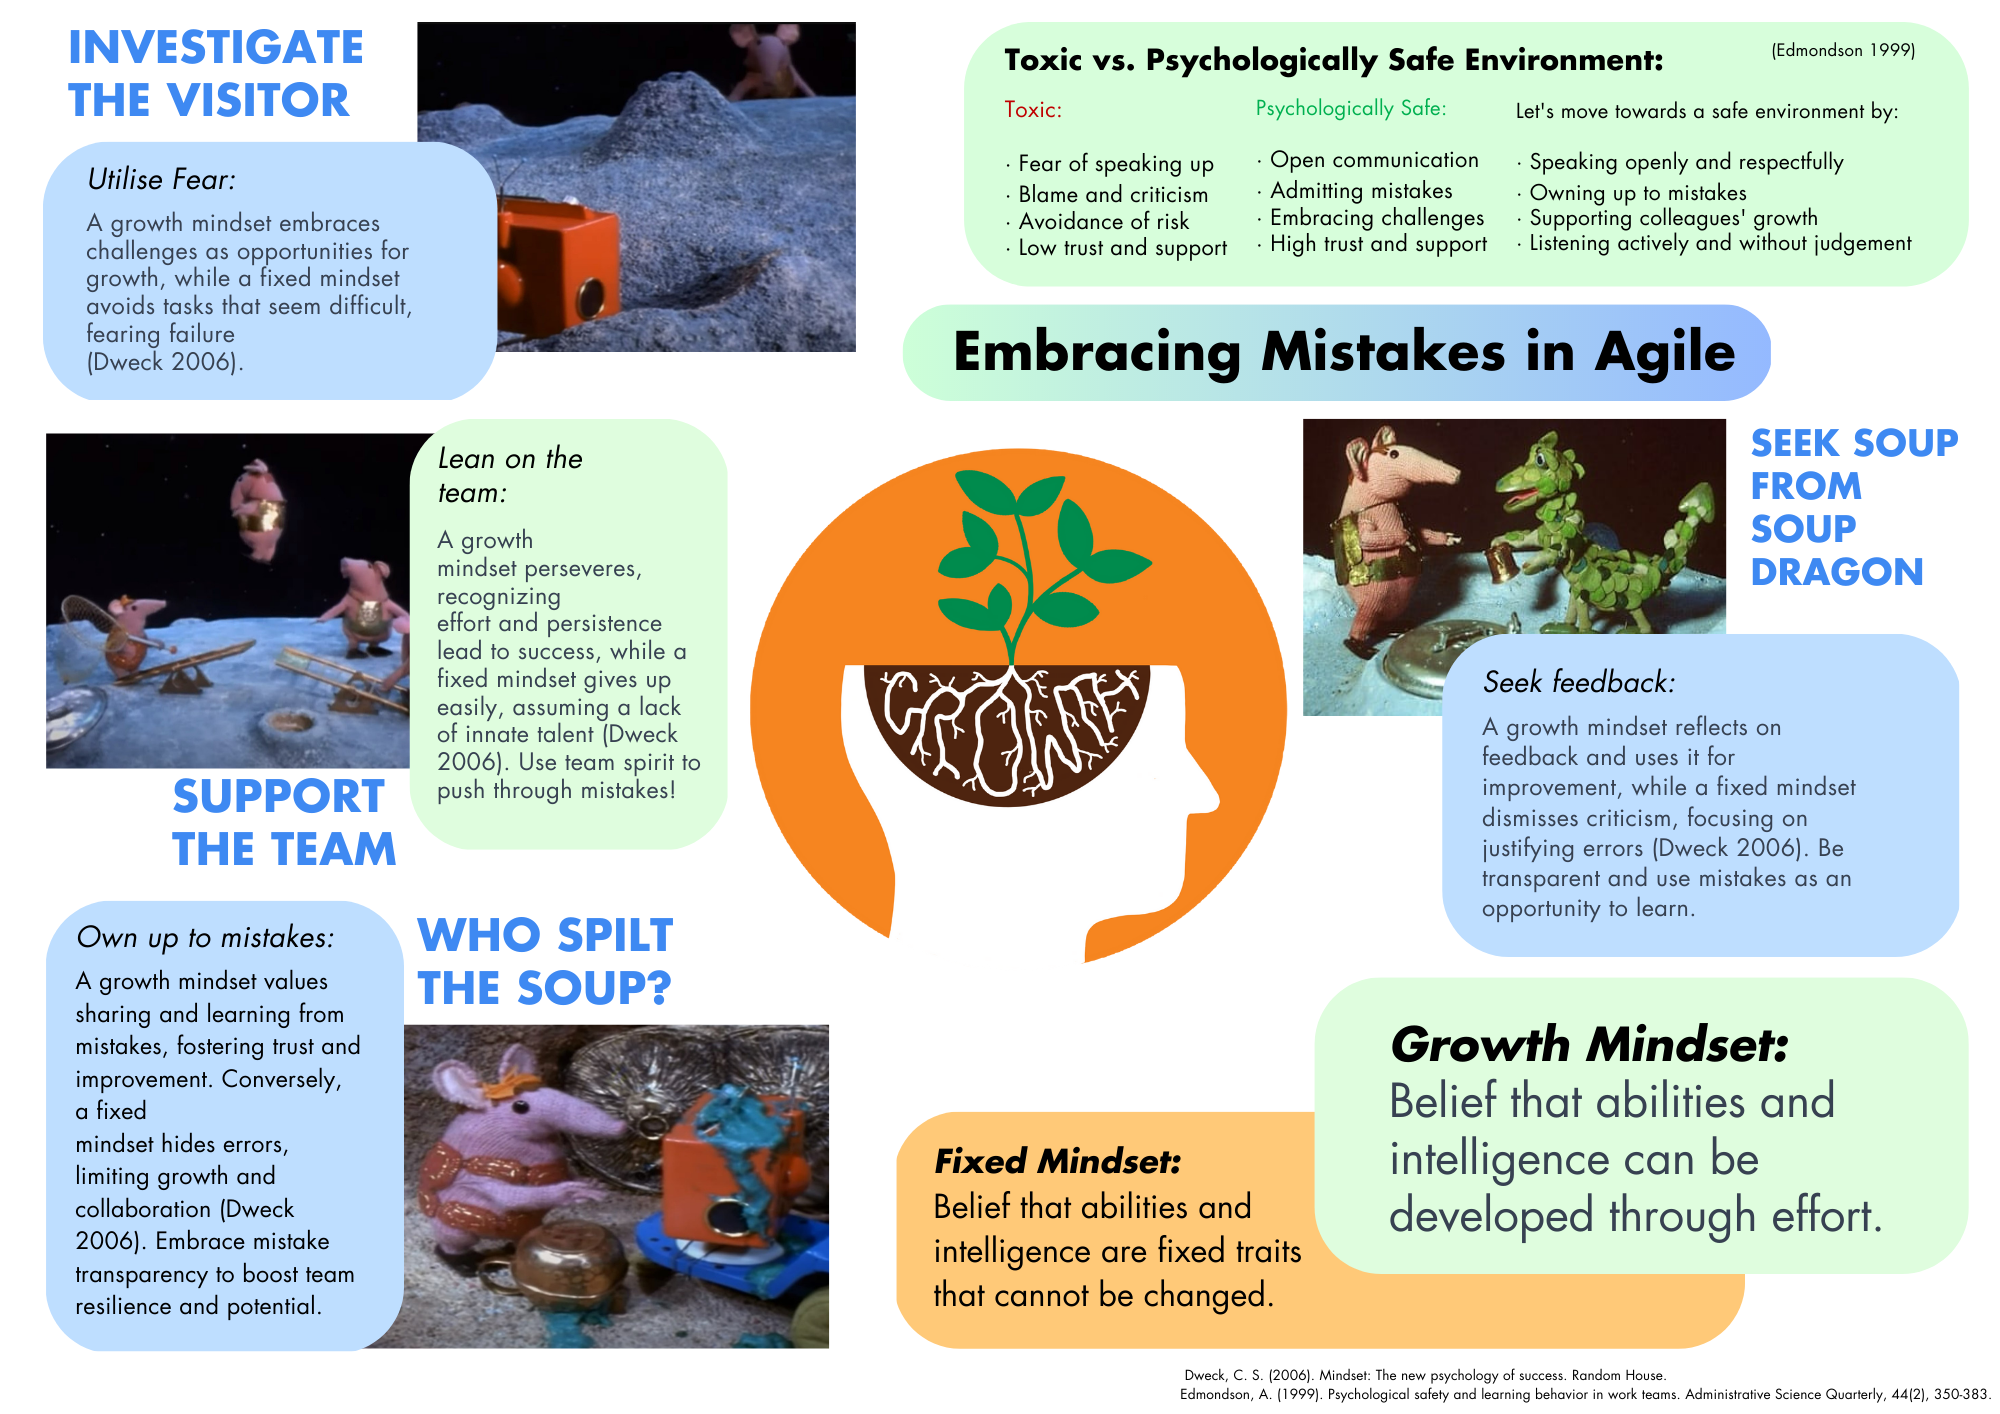 INVESTIGATE
THE VISITOR
Utilise Fear:
A growth mindset embraces
challenges as opportunities for
growth, while a fixed mindset
avoids tasks that seem difficult,
fearing failure
(Dweck 2006).
Toxic vs. Psychologically Safe Environment:
(Edmondson 1999)
Toxic:
· Fear of speaking up
· Blame and criticism
· Avoidance of risk
· Low trust and support
Psychologically Safe:
· Open communication
· Admitting mistakes
· Embracing challenges
· High trust and support
Let's move towards a safe environment by:
· Speaking openly and respectfully
· Owning up to mistakes
· Supporting colleagues' growth
· Listening actively and without judgement
Embracing Mistakes in Agile
Lean on the
team:
A growth
mindset perseveres,
recognizing
effort and persistence
lead to success, while a
fixed mindset gives up
easily, assuming a lack
of innate talent (Dweck
2006). Use team spirit to
push through mistakes!
SUPPORT
THE TEAM
GROWTH
SEEK SOUP
FROM
SOUP
DRAGON
Seek feedback:
A growth mindset reflects on
feedback and uses it for
improvement, while a fixed mindset
dismisses criticism, focusing on
justifying errors (Dweck 2006). Be
transparent and use mistakes as an
opportunity to learn.
Own up to mistakes:
A growth mindset values
sharing and learning from
mistakes, fostering trust and
improvement. Conversely,
a fixed
mindset hides errors,
limiting growth and
collaboration (Dweck
2006). Embrace mistake
transparency to boost team
resilience and potential.
WHO SPILT
THE SOUP?
Fixed Mindset:
Belief that abilities and
intelligence are fixed traits
that cannot be changed.
Growth Mindset:
Belief that abilities and
intelligence can be
developed through effort.
Dweck, C. S. (2006). Mindset: The new psychology of success. Random House.
Edmondson, A. (1999). Psychological safety and learning behavior in work teams. Administrative Science Quarterly, 44(2), 350-383.